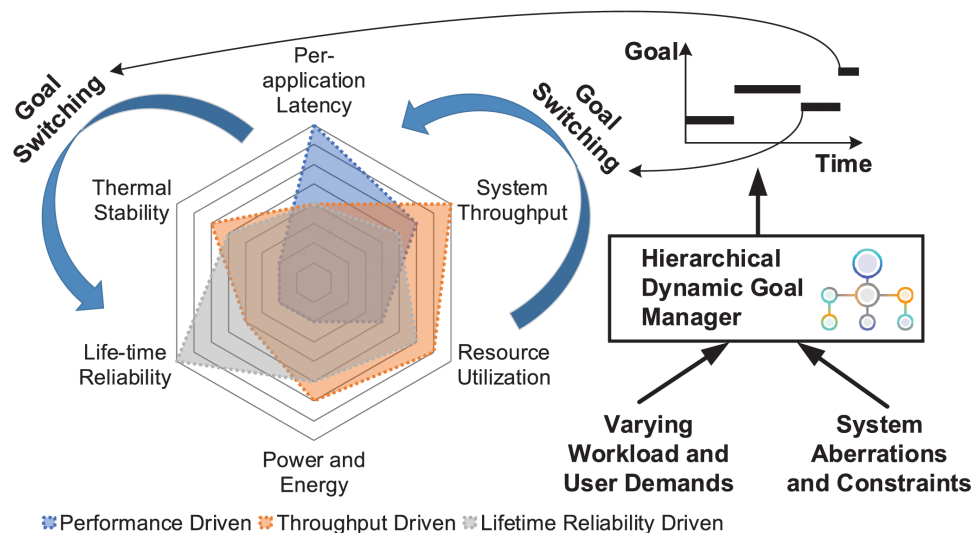 Per-
application
Latency
Goal
Switching
Goal
Switching
Goal
Time
Thermal
Stability
System
Throughput
Hierarchical
Dynamic Goal
Manager
Life-time
Reliability
Resource
Utilization
Power and
Energy
Varying
Workload and
User Demands
System
Aberrations
and Constraints
Performance Driven Throughput Driven Lifetime Reliability Driven